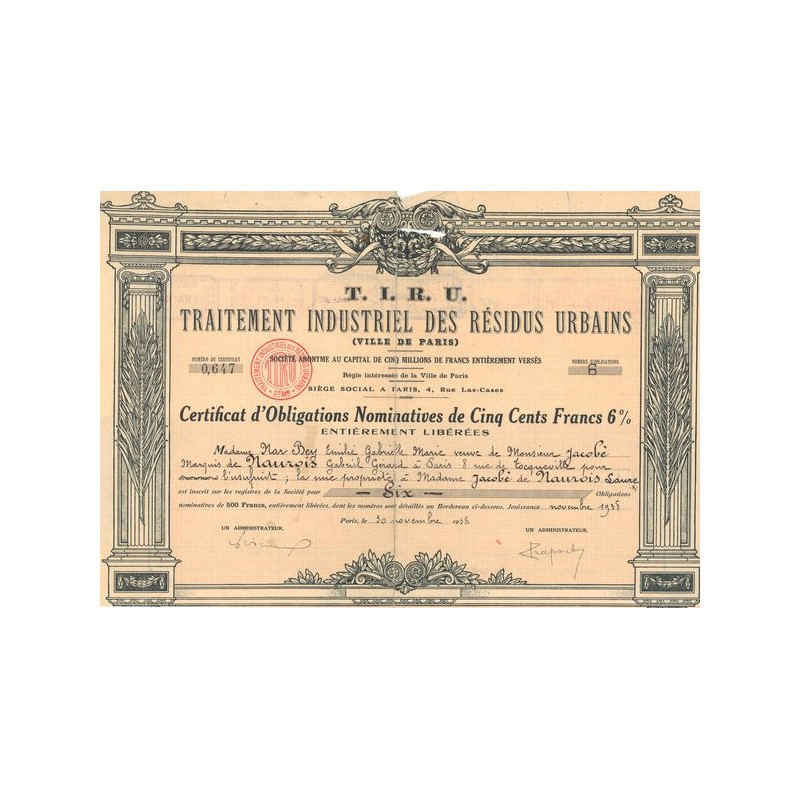 T. I. R. U.
TRAITEMENT INDUSTRIEL DES RÉSIDUS URBAINS
(VILLE DE PARIS)
SOCIÉTÉ ANONYME AU CAPITAL DE CINQ MILLIONS DE FRANCS ENTIÈREMENT VERSÉS
NUMÉRO DU CERTIFICAT
0,647
NOMBRE D'OBLIGATIONS
6
TRAITEMENT INDUSTRIEL DES RÉSIDUS URBAINS
TIRU
Régie intéressée de la Ville de Paris
SIÈGE SOCIAL A PARIS, 4, Rue Las-Cases
Certificat d'Obligations Nominatives de Cinq Cents Francs 6%
ENTIÈREMENT LIBÉRÉES
Madame Nar Bey Emilie Gabrielle Marie veuve de Monsieur Jacobé
Marquis de Naurois Gabriel Gérard à Paris 8 rue de Tocqueville pour
l'usufruit ; la nue propriété à Madame Jacobé de Naurois Laure
est inscrit sur les registres de la Société pour — Six — Obligations
nominatives de 500 Francs, entièrement libérées, dont les numéros sont détaillés au Bordereau ci-dessous. Jouissance novembre 1938
Paris, le 30 novembre 1938
UN ADMINISTRATEUR,
UN ADMINISTRATEUR,